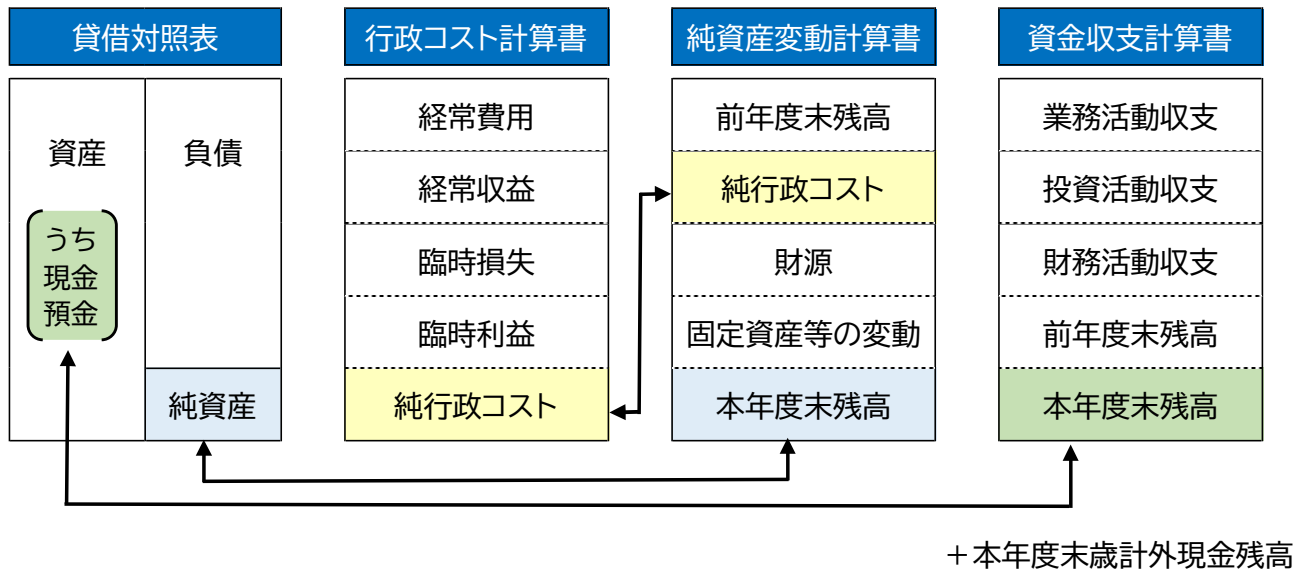 貸借対照表
行政コスト計算書
純資産変動計算書
資金収支計算書
資産
うち
現金
預金
負債
純資産
経常費用
経常収益
臨時損失
臨時利益
純行政コスト
前年度末残高
純行政コスト
財源
固定資産等の変動
本年度末残高
業務活動収支
投資活動収支
財務活動収支
前年度末残高
本年度末残高
＋本年度末歳計外現金残高